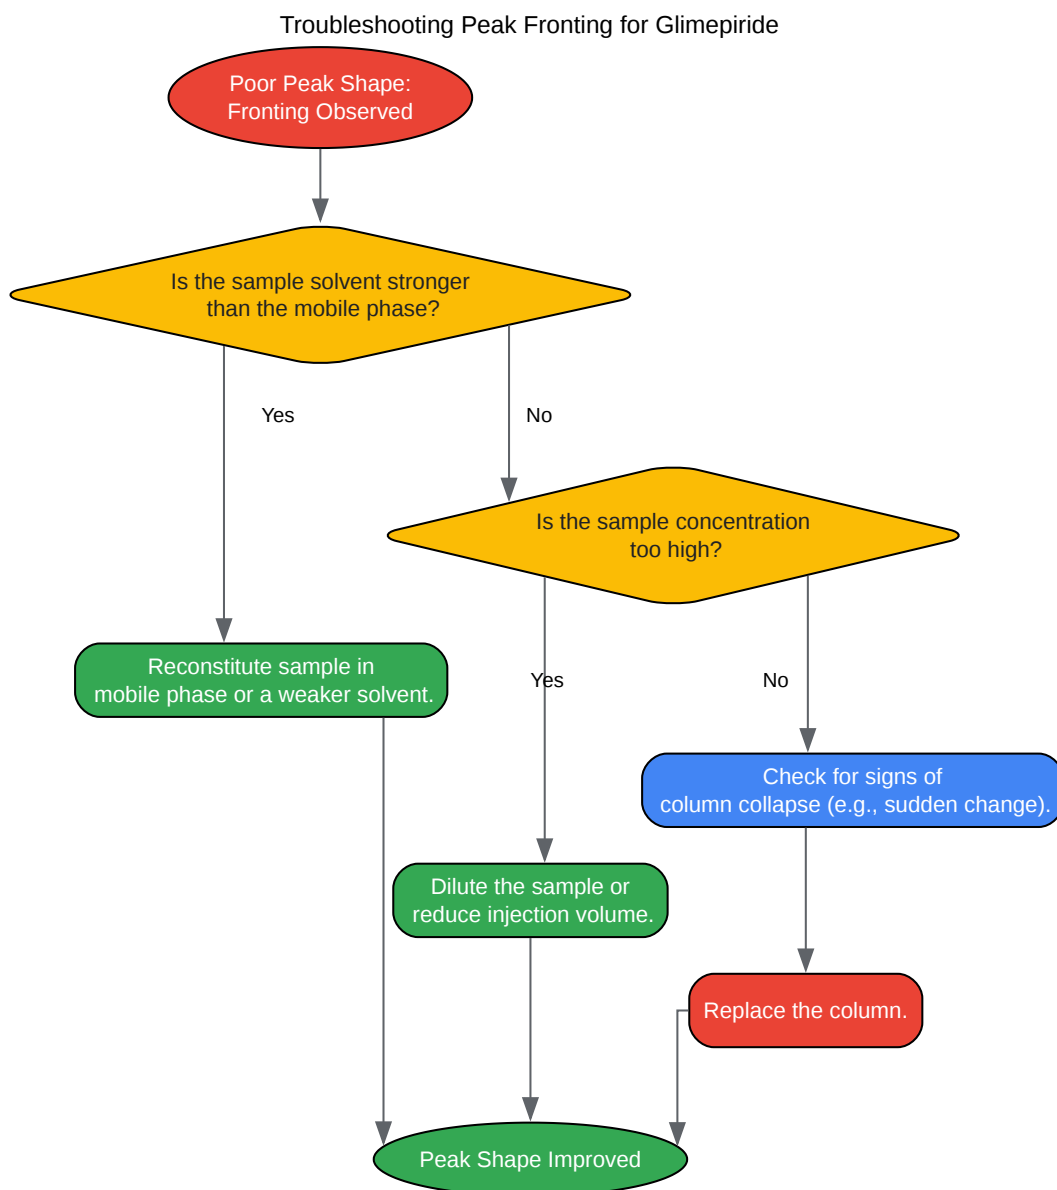 Troubleshooting Peak Fronting for Glimepiride
Poor Peak Shape:
Fronting Observed
Is the sample solvent stronger
than the mobile phase?
Yes
No
Is the sample concentration
too high?
Reconstitute sample in
mobile phase or a weaker solvent.
Yes
No
Check for signs of
column collapse (e.g., sudden change).
Dilute the sample or
reduce injection volume.
Replace the column.
Peak Shape Improved